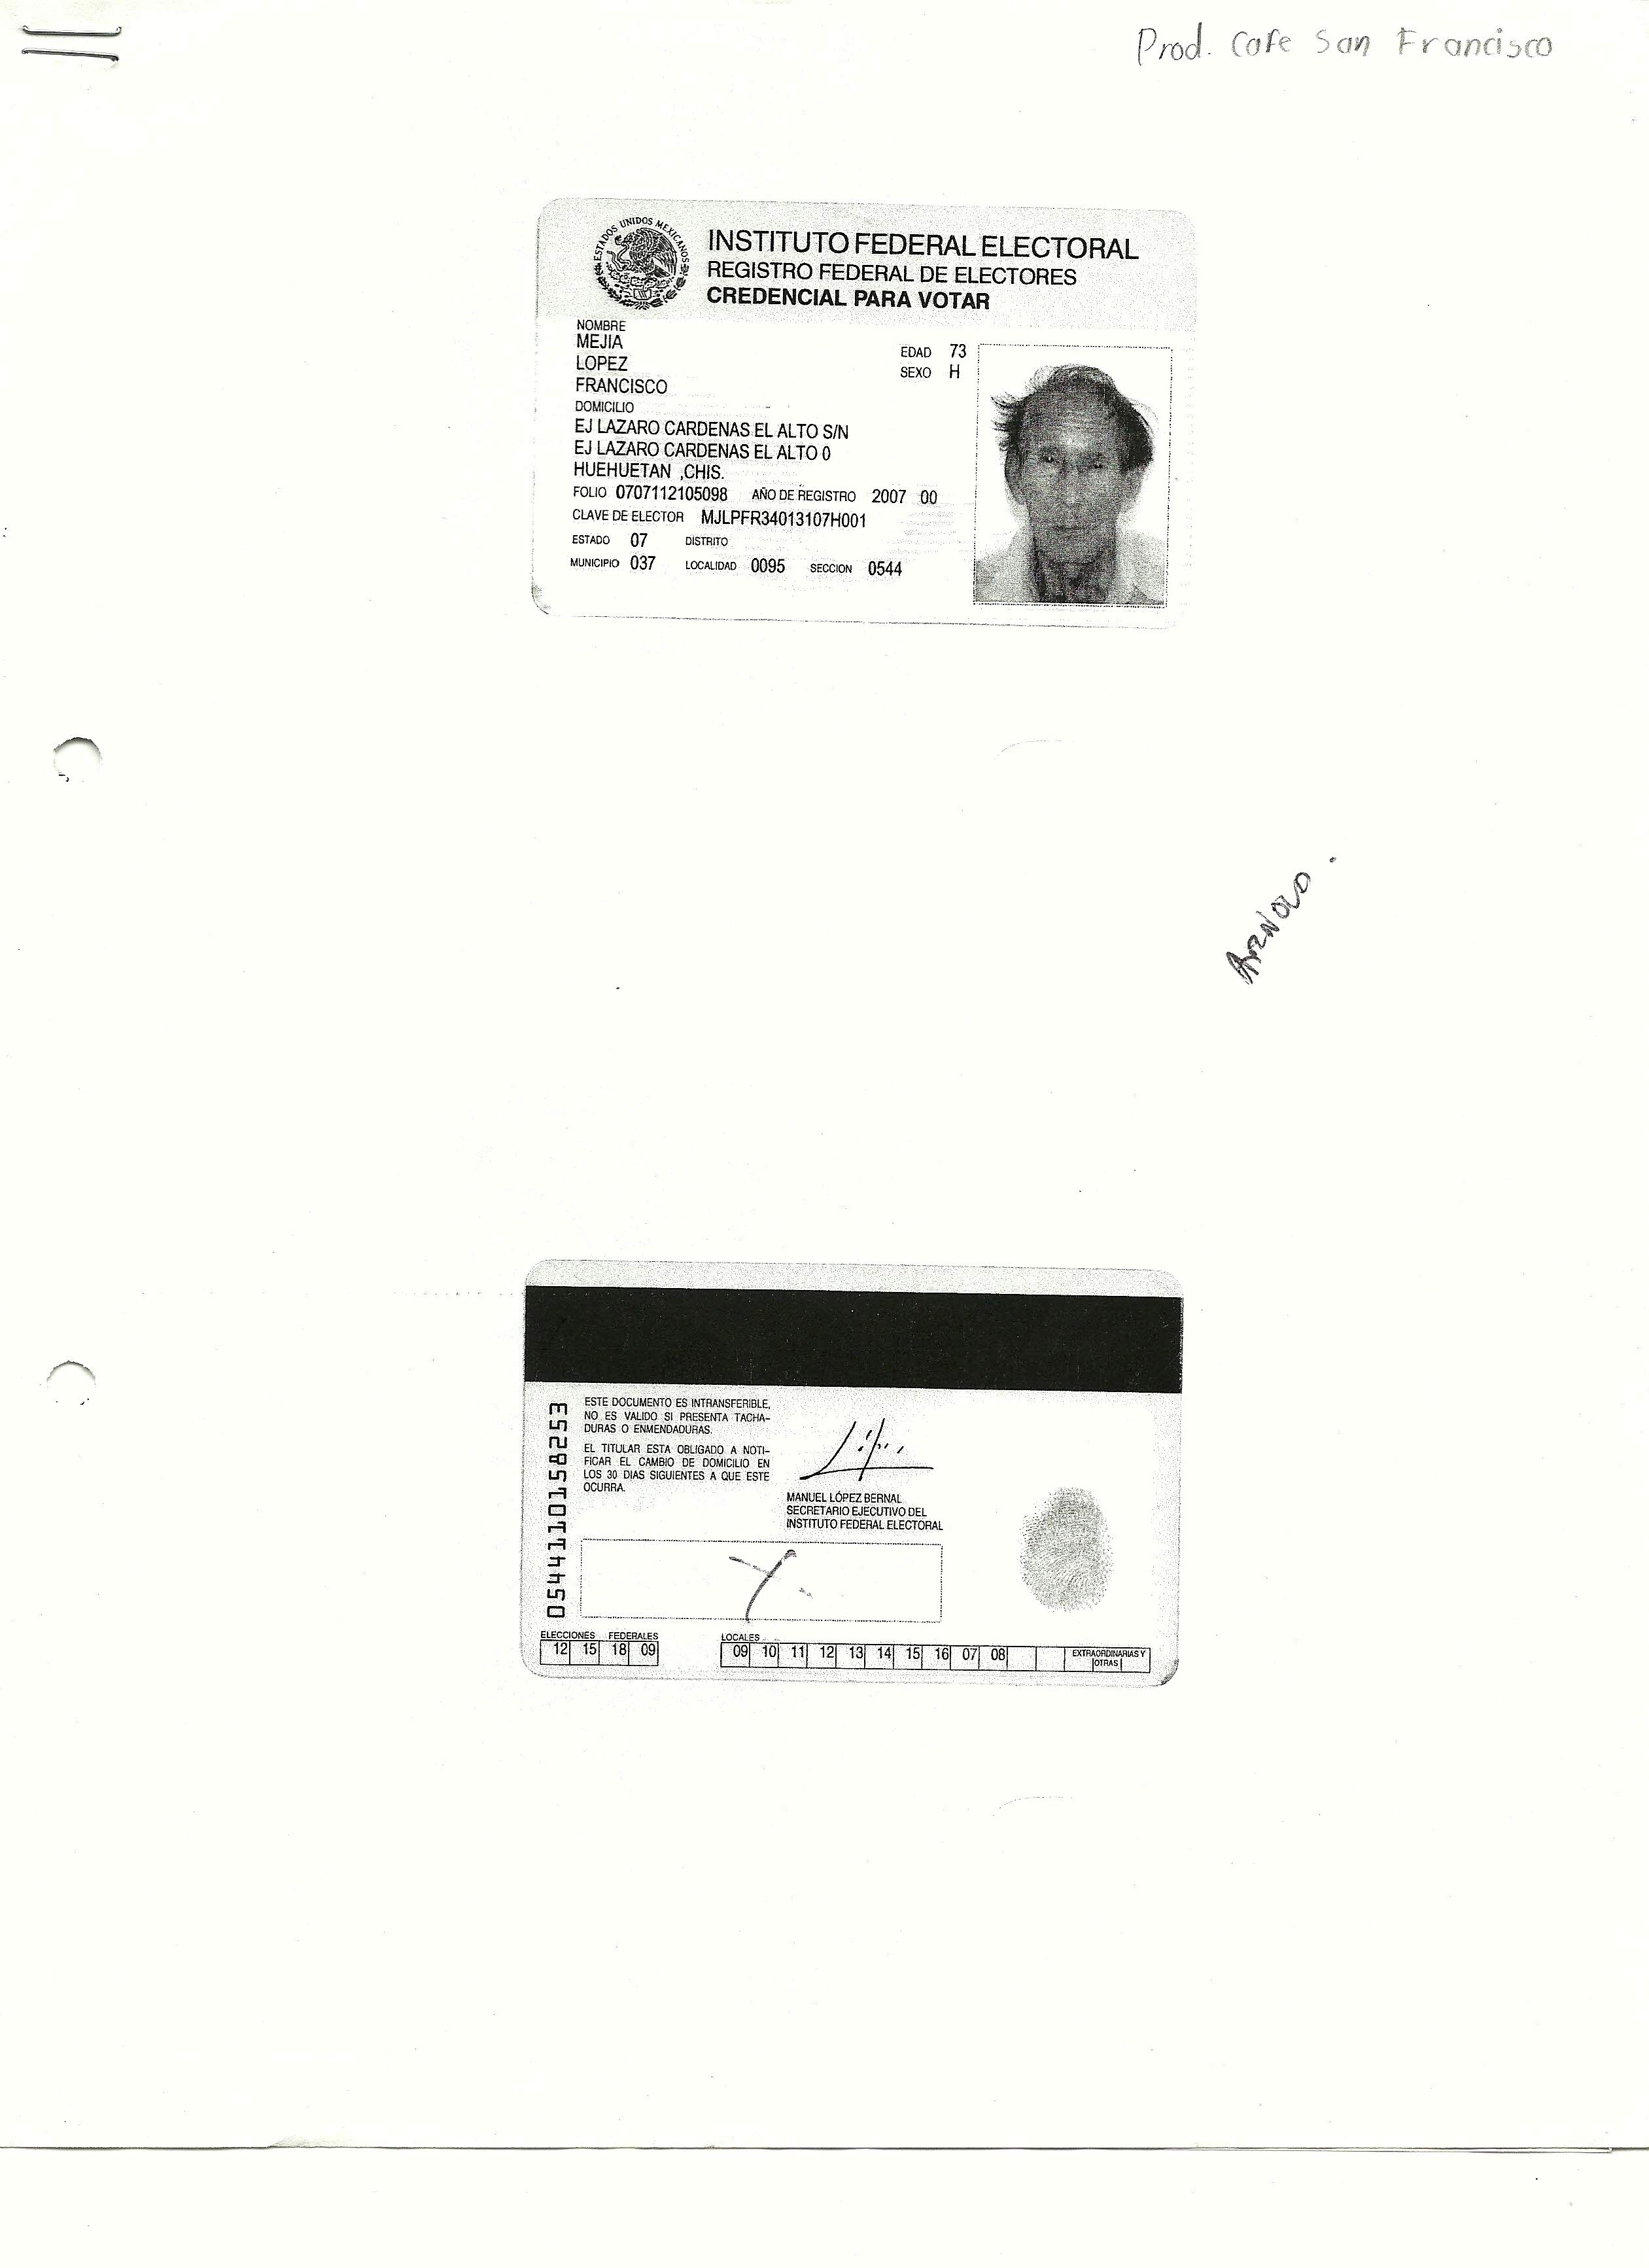 Prod. Cafe San Francisco
ESTADOS UNIDOS MEXICANOS
INSTITUTO FEDERAL ELECTORAL
REGISTRO FEDERAL DE ELECTORES
CREDENCIAL PARA VOTAR
NOMBRE
MEJIA
LOPEZ
FRANCISCO
EDAD 73
SEXO H
DOMICILIO
EJ LAZARO CARDENAS EL ALTO S/N
EJ LAZARO CARDENAS EL ALTO 0
HUEHUETAN ,CHIS.
FOLIO 0707112105098 AÑO DE REGISTRO 2007 00
CLAVE DE ELECTOR MJLPFR34013107H001
ESTADO 07 DISTRITO
MUNICIPIO 037 LOCALIDAD 0095 SECCION 0544
ARNOLD
0544110158253
ESTE DOCUMENTO ES INTRANSFERIBLE,
NO ES VALIDO SI PRESENTA TACHA-
DURAS O ENMENDADURAS.
EL TITULAR ESTA OBLIGADO A NOTI-
FICAR EL CAMBIO DE DOMICILIO EN
LOS 30 DIAS SIGUIENTES A QUE ESTE
OCURRA.
MANUEL LÓPEZ BERNAL
SECRETARIO EJECUTIVO DEL
INSTITUTO FEDERAL ELECTORAL
ELECCIONES FEDERALES
12 15 18 09
LOCALES
09 10 11 12 13 14 15 16 07 08
EXTRAORDINARIAS Y
OTRAS